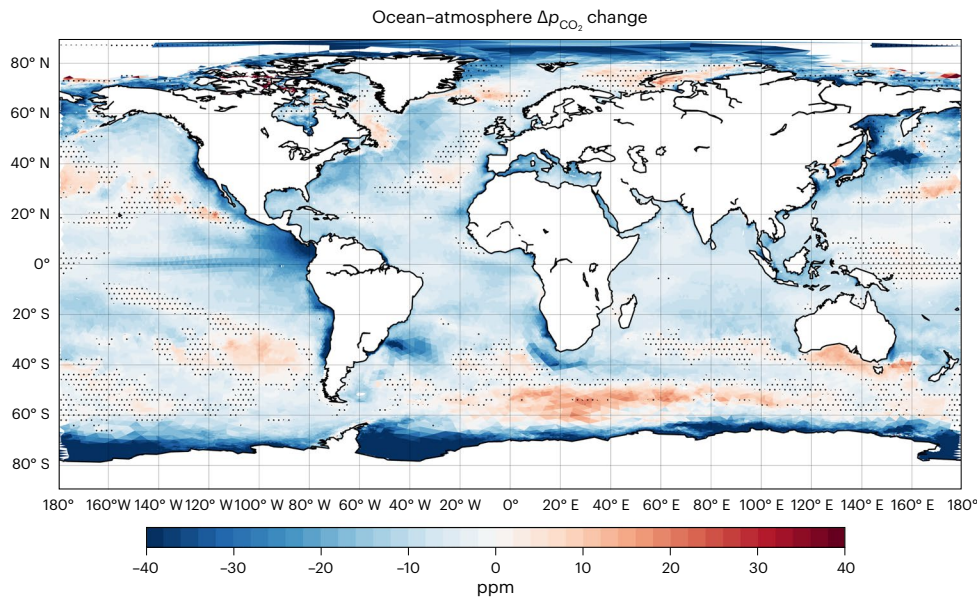 Ocean–atmosphere ΔpCO2 change
80° N
60° N
40° N
20° N
0°
20° S
40° S
60° S
80° S
180° 160°W 140° W 120° W100° W 80° W 60° W 40° W 20° W 0° 20° E 40° E 60° E 80° E 100° E 120° E 140° E 160° E 180°
–40 –30 –20 –10 0 10 20 30 40
ppm